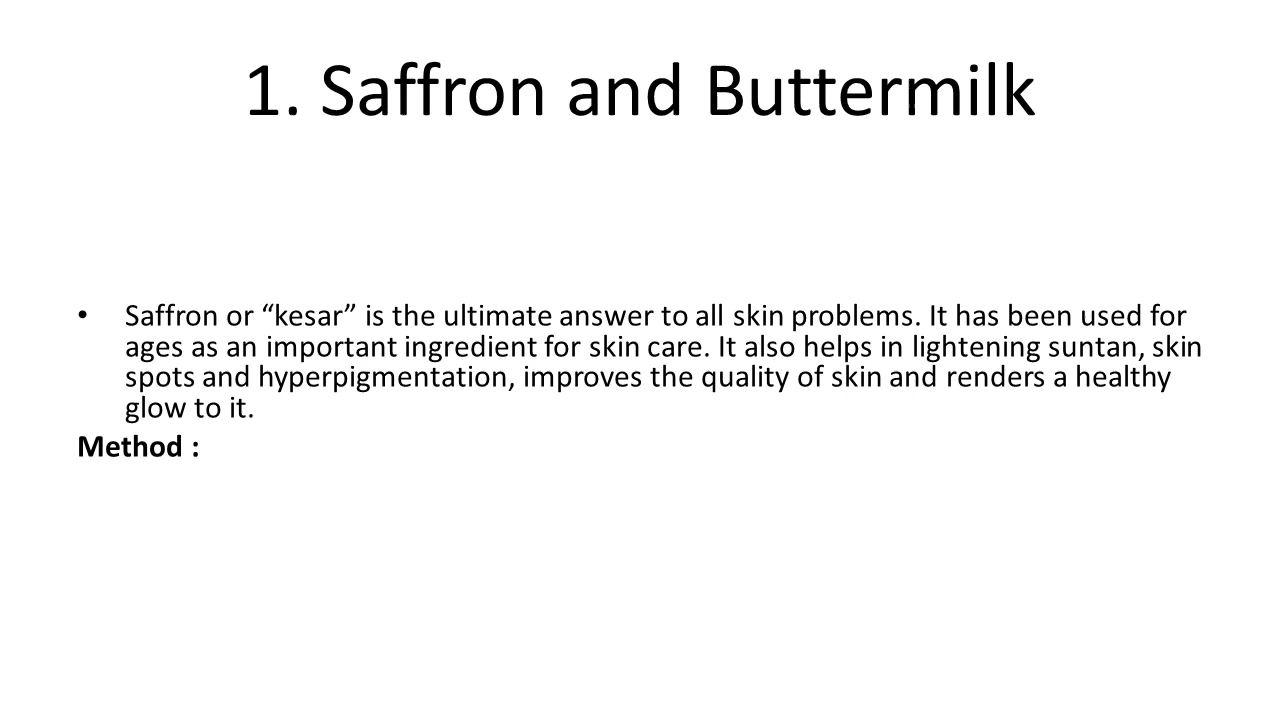 1. Saffron and Buttermilk
• Saffron or “kesar” is the ultimate answer to all skin problems. It has been used for
ages as an important ingredient for skin care. It also helps in lightening suntan, skin
spots and hyperpigmentation, improves the quality of skin and renders a healthy
glow to it.
Method :